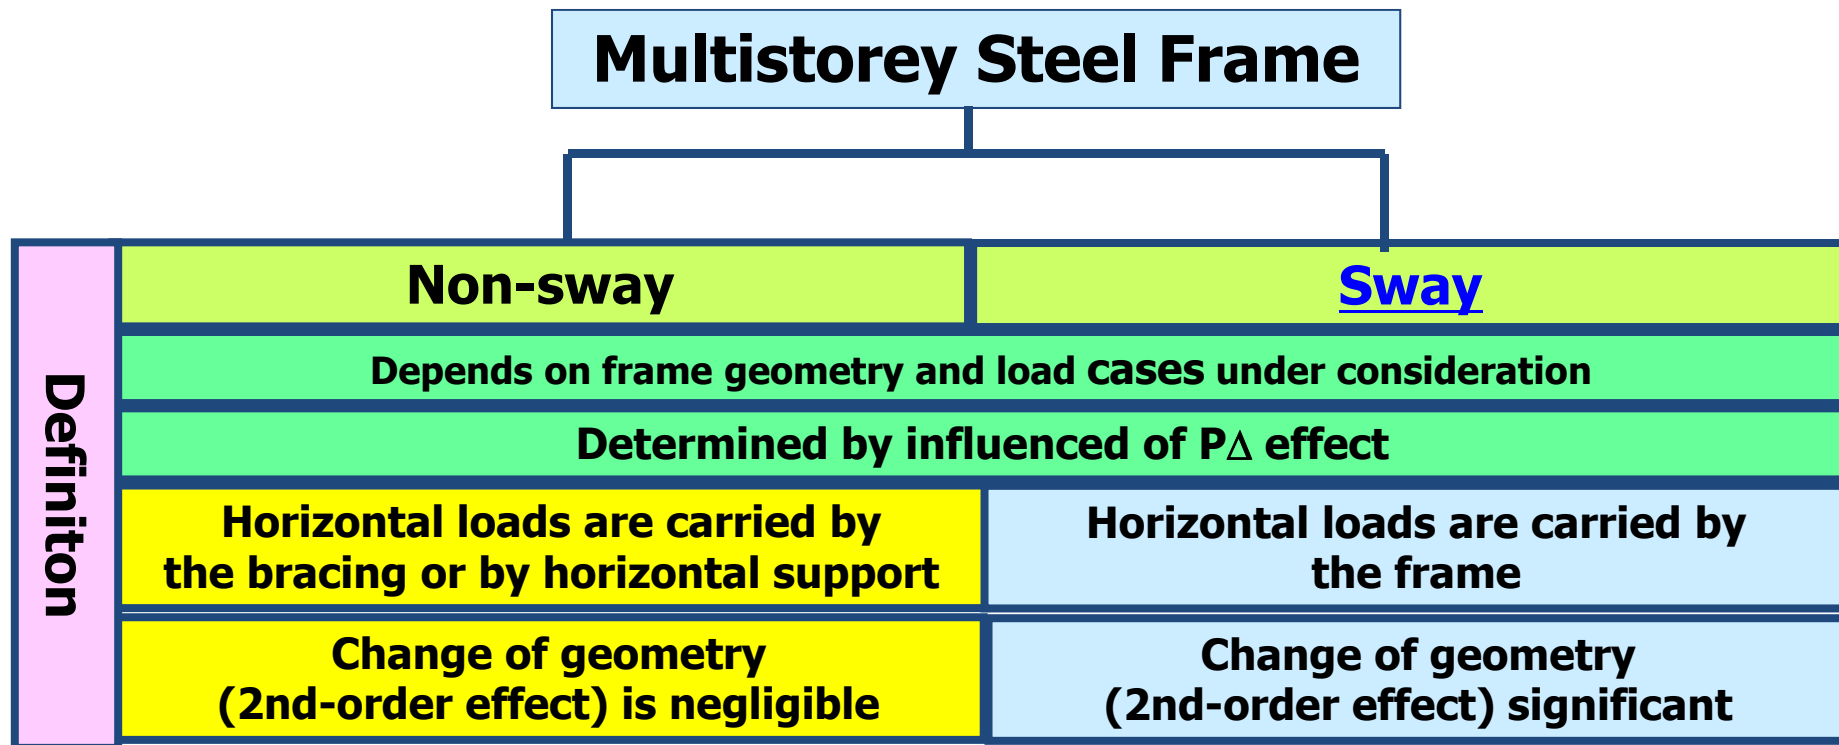 Multistorey Steel Frame
Non-sway
Sway
Depends on frame geometry and load cases under consideration
Determined by influenced of PΔ effect
Definiton
Horizontal loads are carried by
the bracing or by horizontal support
Horizontal loads are carried by
the frame
Change of geometry
(2nd-order effect) is negligible
Change of geometry
(2nd-order effect) significant